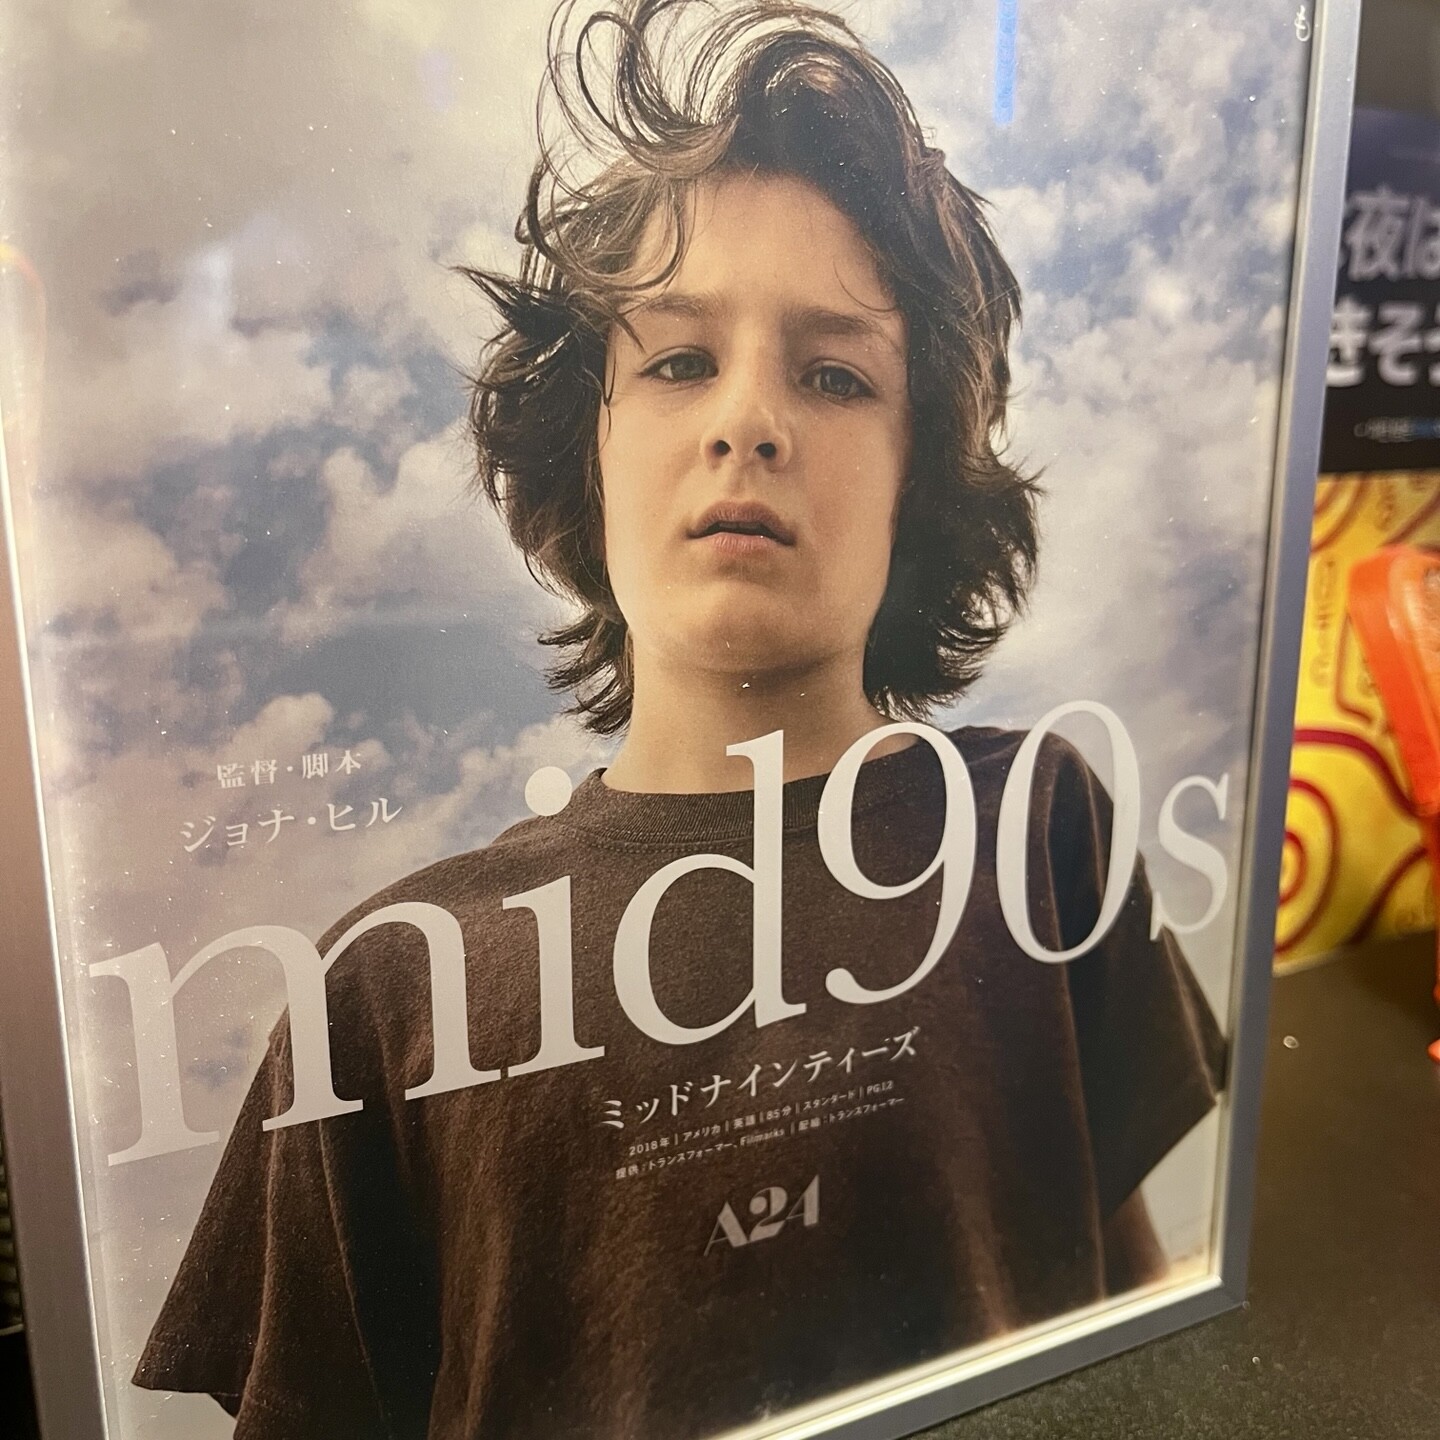 監督・脚本
ジョナ・ヒル
mid90s
ミッドナインティーズ
2018年 | アメリカ | 英語 | 85分 | スタンダード | PG12
提供:トランスフォーマー、Filmarks | 配給:トランスフォーマー
A24
夜は
きそう